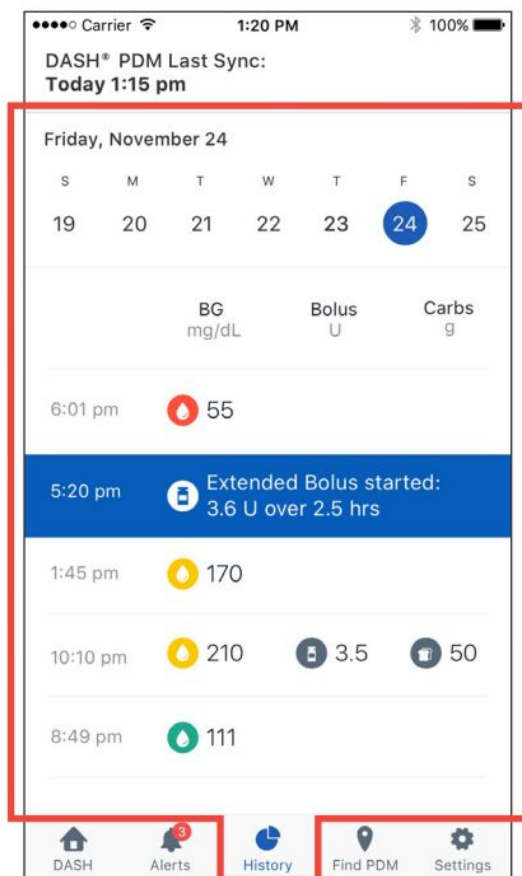 Carrier 1:20 PM 100%
DASH® PDM Last Sync:
Today 1:15 pm
Friday, November 24
S M T W T F S
19 20 21 22 23 24 25
BG Bolus Carbs
mg/dL U g
6:01 pm 55
5:20 pm Extended Bolus started:
3.6 U over 2.5 hrs
1:45 pm 170
10:10 pm 210 3.5 50
8:49 pm 111
3
DASH Alerts History Find PDM Settings